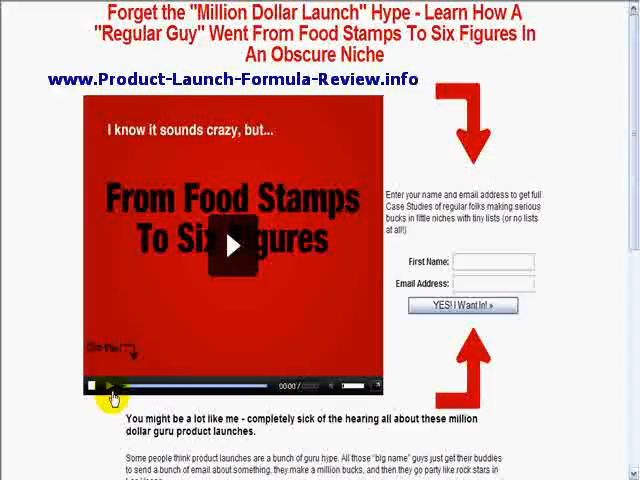 Forget the "Million Dollar Launch" Hype - Learn How A
"Regular Guy" Went From Food Stamps To Six Figures In
An Obscure Niche
www.Product-Launch-Formula-Review.info
I know it sounds crazy, but...
From Food Stamps
To Six Figures
Enter your name and email address to get full
Case Studies of regular folks making serious
bucks in little niches with tiny lists (or no lists
at all!)
First Name:
Email Address:
YES! I Want In! »
00:00
You might be a lot like me - completely sick of the hearing all about these million
dollar guru product launches.
Some people think product launches are a bunch of guru hype. All those "big name" guys just get their buddies
to send a bunch of email about something, they make a million bucks, and then they go party like rock stars in